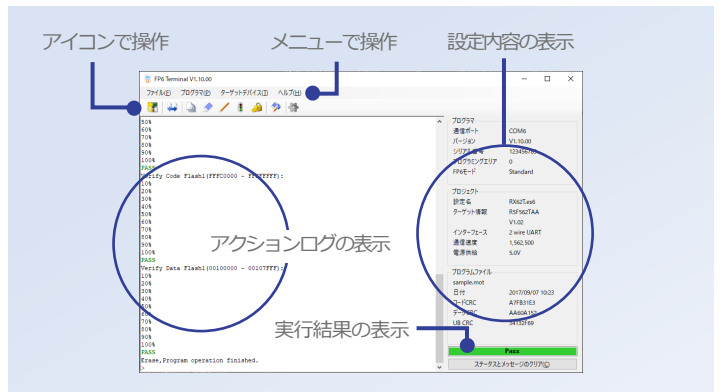 アイコンで操作
メニューで操作
設定内容の表示
FP6 Terminal V1.10.00
ファイル(F) プログラマ(P) ターゲットデバイス(T) ヘルプ(H)
50%
60%
70%
80%
90%
100%
PASS
Verify Code Flash1(FFFC0000 - FFFFFFFF):
10%
20%
30%
40%
50%
60%
70%
80%
90%
100%
PASS
Verify Data Flash1(00100000 - 00107FFF):
10%
20%
30%
40%
50%
60%
70%
80%
90%
100%
PASS
Erase,Program operation finished.
>
アクションログの表示
実行結果の表示
プログラマ
通信ポート COM6
バージョン V1.10.00
シリアル番号 123456789
プログラミングエリア 0
FP6モード Standard
プロジェクト
設定名 RX62T.es6
ターゲット情報 R5F562TAA
V1.02
インターフェース 2 wire UART
通信速度 1,562,500
電源供給 5.0V
プログラムファイル
sample.mot
日付 2017/09/07 10:23
コードCRC A7FB31E3
データCRC AA60A152
UB CRC 34132F69
Pass
ステータスとメッセージのクリア(C)